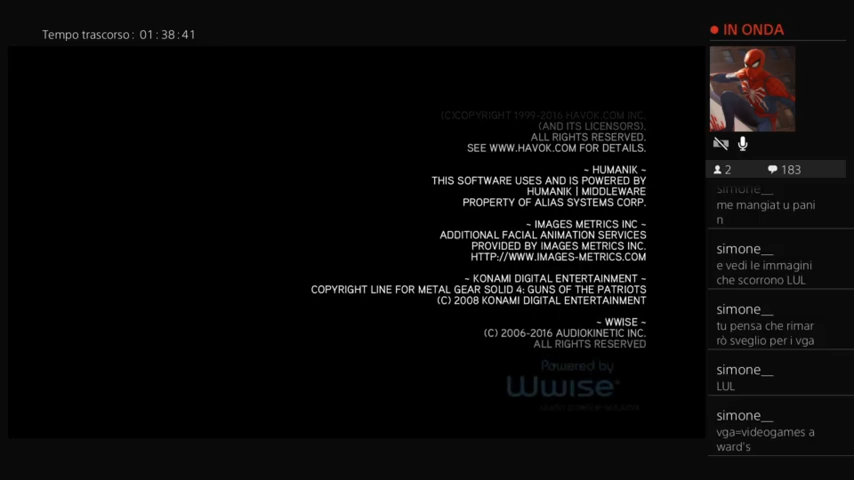 Tempo trascorso: 01:38:41
IN ONDA
2 183
(C)COPYRIGHT 1999-2016 HAVOK.COM INC.
(AND ITS LICENSORS).
ALL RIGHTS RESERVED.
SEE WWW.HAVOK.COM FOR DETAILS.
~ HUMANIK ~
THIS SOFTWARE USES AND IS POWERED BY
HUMANIK | MIDDLEWARE
PROPERTY OF ALIAS SYSTEMS CORP.
~ IMAGES METRICS INC ~
ADDITIONAL FACIAL ANIMATION SERVICES
PROVIDED BY IMAGES METRICS INC.
HTTP://WWW.IMAGES-METRICS.COM
~ KONAMI DIGITAL ENTERTAINMENT ~
COPYRIGHT LINE FOR METAL GEAR SOLID 4: GUNS OF THE PATRIOTS
(C) 2008 KONAMI DIGITAL ENTERTAINMENT
~ WWISE ~
(C) 2006-2016 AUDIOKINETIC INC.
ALL RIGHTS RESERVED
Powered by
Wwise
simone__
me mangiat u pani
n
simone__
e vedi le immagini
che scorrono LUL
simone__
tu pensa che rimar
rò sveglio per i vga
simone__
LUL
simone__
vga=videogames a
ward's